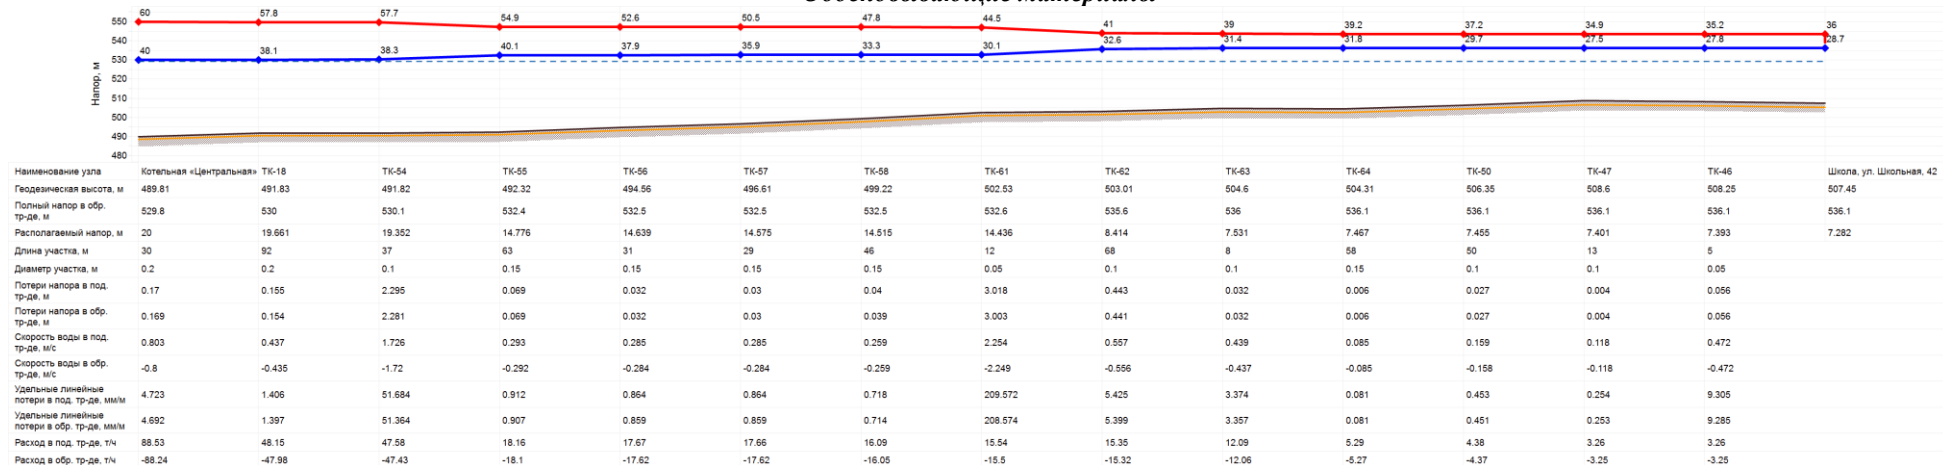 Обосновывающие материалы
Напор, м
550
540
530
520
510
500
490
480
60 57.8 57.7 54.9 52.6 50.5 47.8 44.5 41 39 39.2 37.2 34.9 35.2 36
40 38.1 38.3 40.1 37.9 35.9 33.3 30.1 32.6 31.4 31.8 29.7 27.5 27.8 28.7
Наименование узла Котельная «Центральная» ТК-18 ТК-54 ТК-55 ТК-56 ТК-57 ТК-58 ТК-61 ТК-62 ТК-63 ТК-64 ТК-50 ТК-47 ТК-46 Школа, ул. Школьная, 42
Геодезическая высота, м 489.81 491.83 491.82 492.32 494.56 496.61 499.22 502.53 503.01 504.6 504.31 506.35 508.6 508.25 507.45
Полный напор в обр.
тр-де, м 529.8 530 530.1 532.4 532.5 532.5 532.5 532.6 535.6 536 536.1 536.1 536.1 536.1 536.1
Располагаемый напор, м 20 19.661 19.352 14.776 14.639 14.575 14.515 14.436 8.414 7.531 7.467 7.455 7.401 7.393 7.282
Длина участка, м 30 92 37 63 31 29 46 12 68 8 58 50 13 5
Диаметр участка, м 0.2 0.2 0.1 0.15 0.15 0.15 0.15 0.05 0.1 0.1 0.15 0.1 0.1 0.05
Потери напора в под.
тр-де, м 0.17 0.155 2.295 0.069 0.032 0.03 0.04 3.018 0.443 0.032 0.006 0.027 0.004 0.056
Потери напора в обр.
тр-де, м 0.169 0.154 2.281 0.069 0.032 0.03 0.039 3.003 0.441 0.032 0.006 0.027 0.004 0.056
Скорость воды в под.
тр-де, м/с 0.803 0.437 1.726 0.293 0.285 0.285 0.259 2.254 0.557 0.439 0.085 0.159 0.118 0.472
Скорость воды в обр.
тр-де, м/с -0.8 -0.435 -1.72 -0.292 -0.284 -0.284 -0.259 -2.249 -0.556 -0.437 -0.085 -0.158 -0.118 -0.472
Удельные линейные
потери в под. тр-де, мм/м 4.723 1.406 51.684 0.912 0.864 0.864 0.718 209.572 5.425 3.374 0.081 0.453 0.254 9.305
Удельные линейные
потери в обр. тр-де, мм/м 4.692 1.397 51.364 0.907 0.859 0.859 0.714 208.574 5.399 3.357 0.081 0.451 0.253 9.285
Расход в под. тр-де, т/ч 88.53 48.15 47.58 18.16 17.67 17.66 16.09 15.54 15.35 12.09 5.29 4.38 3.26 3.26
Расход в обр. тр-де, т/ч -88.24 -47.98 -47.43 -18.1 -17.62 -17.62 -16.05 -15.5 -15.32 -12.06 -5.27 -4.37 -3.25 -3.25